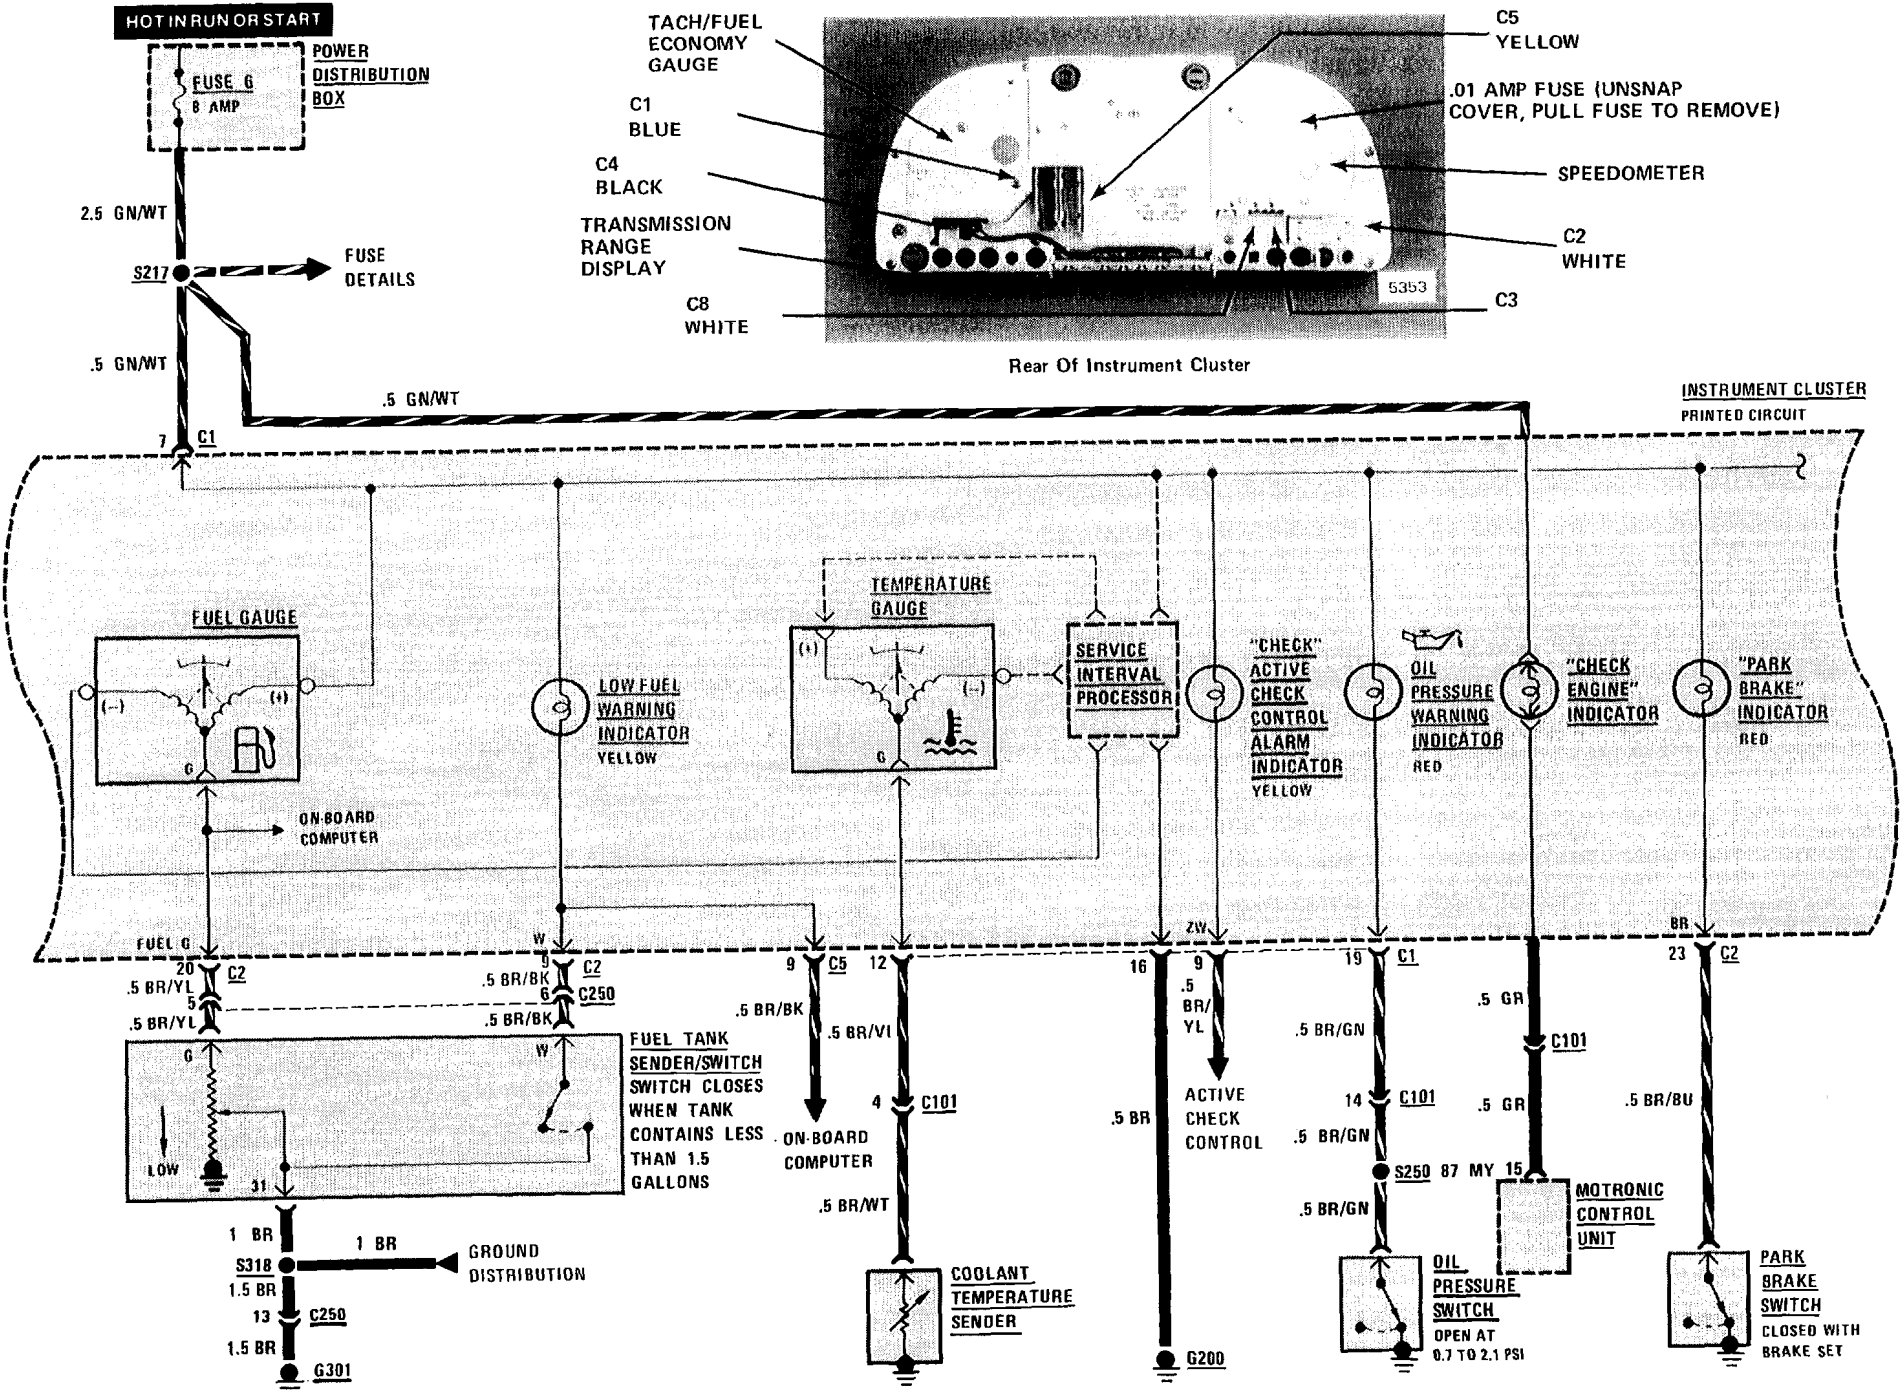 HOT IN RUN OR START
POWER
DISTRIBUTION
BOX
FUSE G
8 AMP
2.5 GN/WT
S217
FUSE
DETAILS
.5 GN/WT
.5 GN/WT
7
C1
TACH/FUEL
ECONOMY
GAUGE
C1
BLUE
C4
BLACK
TRANSMISSION
RANGE
DISPLAY
C8
WHITE
C5
YELLOW
.01 AMP FUSE (UNSNAP
COVER, PULL FUSE TO REMOVE)
SPEEDOMETER
C2
WHITE
C3
5353
Rear Of Instrument Cluster
INSTRUMENT CLUSTER
PRINTED CIRCUIT
FUEL GAUGE
(−)
(+)
G
ON-BOARD
COMPUTER
LOW FUEL
WARNING
INDICATOR
YELLOW
TEMPERATURE
GAUGE
(+)
(−)
G
SERVICE
INTERVAL
PROCESSOR
"CHECK"
ACTIVE
CHECK
CONTROL
ALARM
INDICATOR
YELLOW
OIL
PRESSURE
WARNING
INDICATOR
RED
"CHECK
ENGINE"
INDICATOR
"PARK
BRAKE"
INDICATOR
RED
FUEL G
W
ZW
BR
20
C2
9
C2
9
C5
12
16
9
19
C1
23
C2
.5 BR/YL
5
.5 BR/YL
.5 BR/BK
6
C250
.5 BR/BK
.5 BR/BK
ON-BOARD
COMPUTER
.5 BR/VI
4
C101
.5 BR/WT
COOLANT
TEMPERATURE
SENDER
.5 BR
G200
.5
BR/
YL
ACTIVE
CHECK
CONTROL
.5 BR/GN
14
C101
.5 BR/GN
S250
.5 BR/GN
OIL
PRESSURE
SWITCH
OPEN AT
0.7 TO 2.1 PSI
.5 GR
C101
.5 GR
87 MY
15
MOTRONIC
CONTROL
UNIT
.5 BR/BU
PARK
BRAKE
SWITCH
CLOSED WITH
BRAKE SET
G
W
LOW
31
FUEL TANK
SENDER/SWITCH
SWITCH CLOSES
WHEN TANK
CONTAINS LESS
THAN 1.5
GALLONS
1 BR
S318
1 BR
GROUND
DISTRIBUTION
1.5 BR
13
C250
1.5 BR
G301